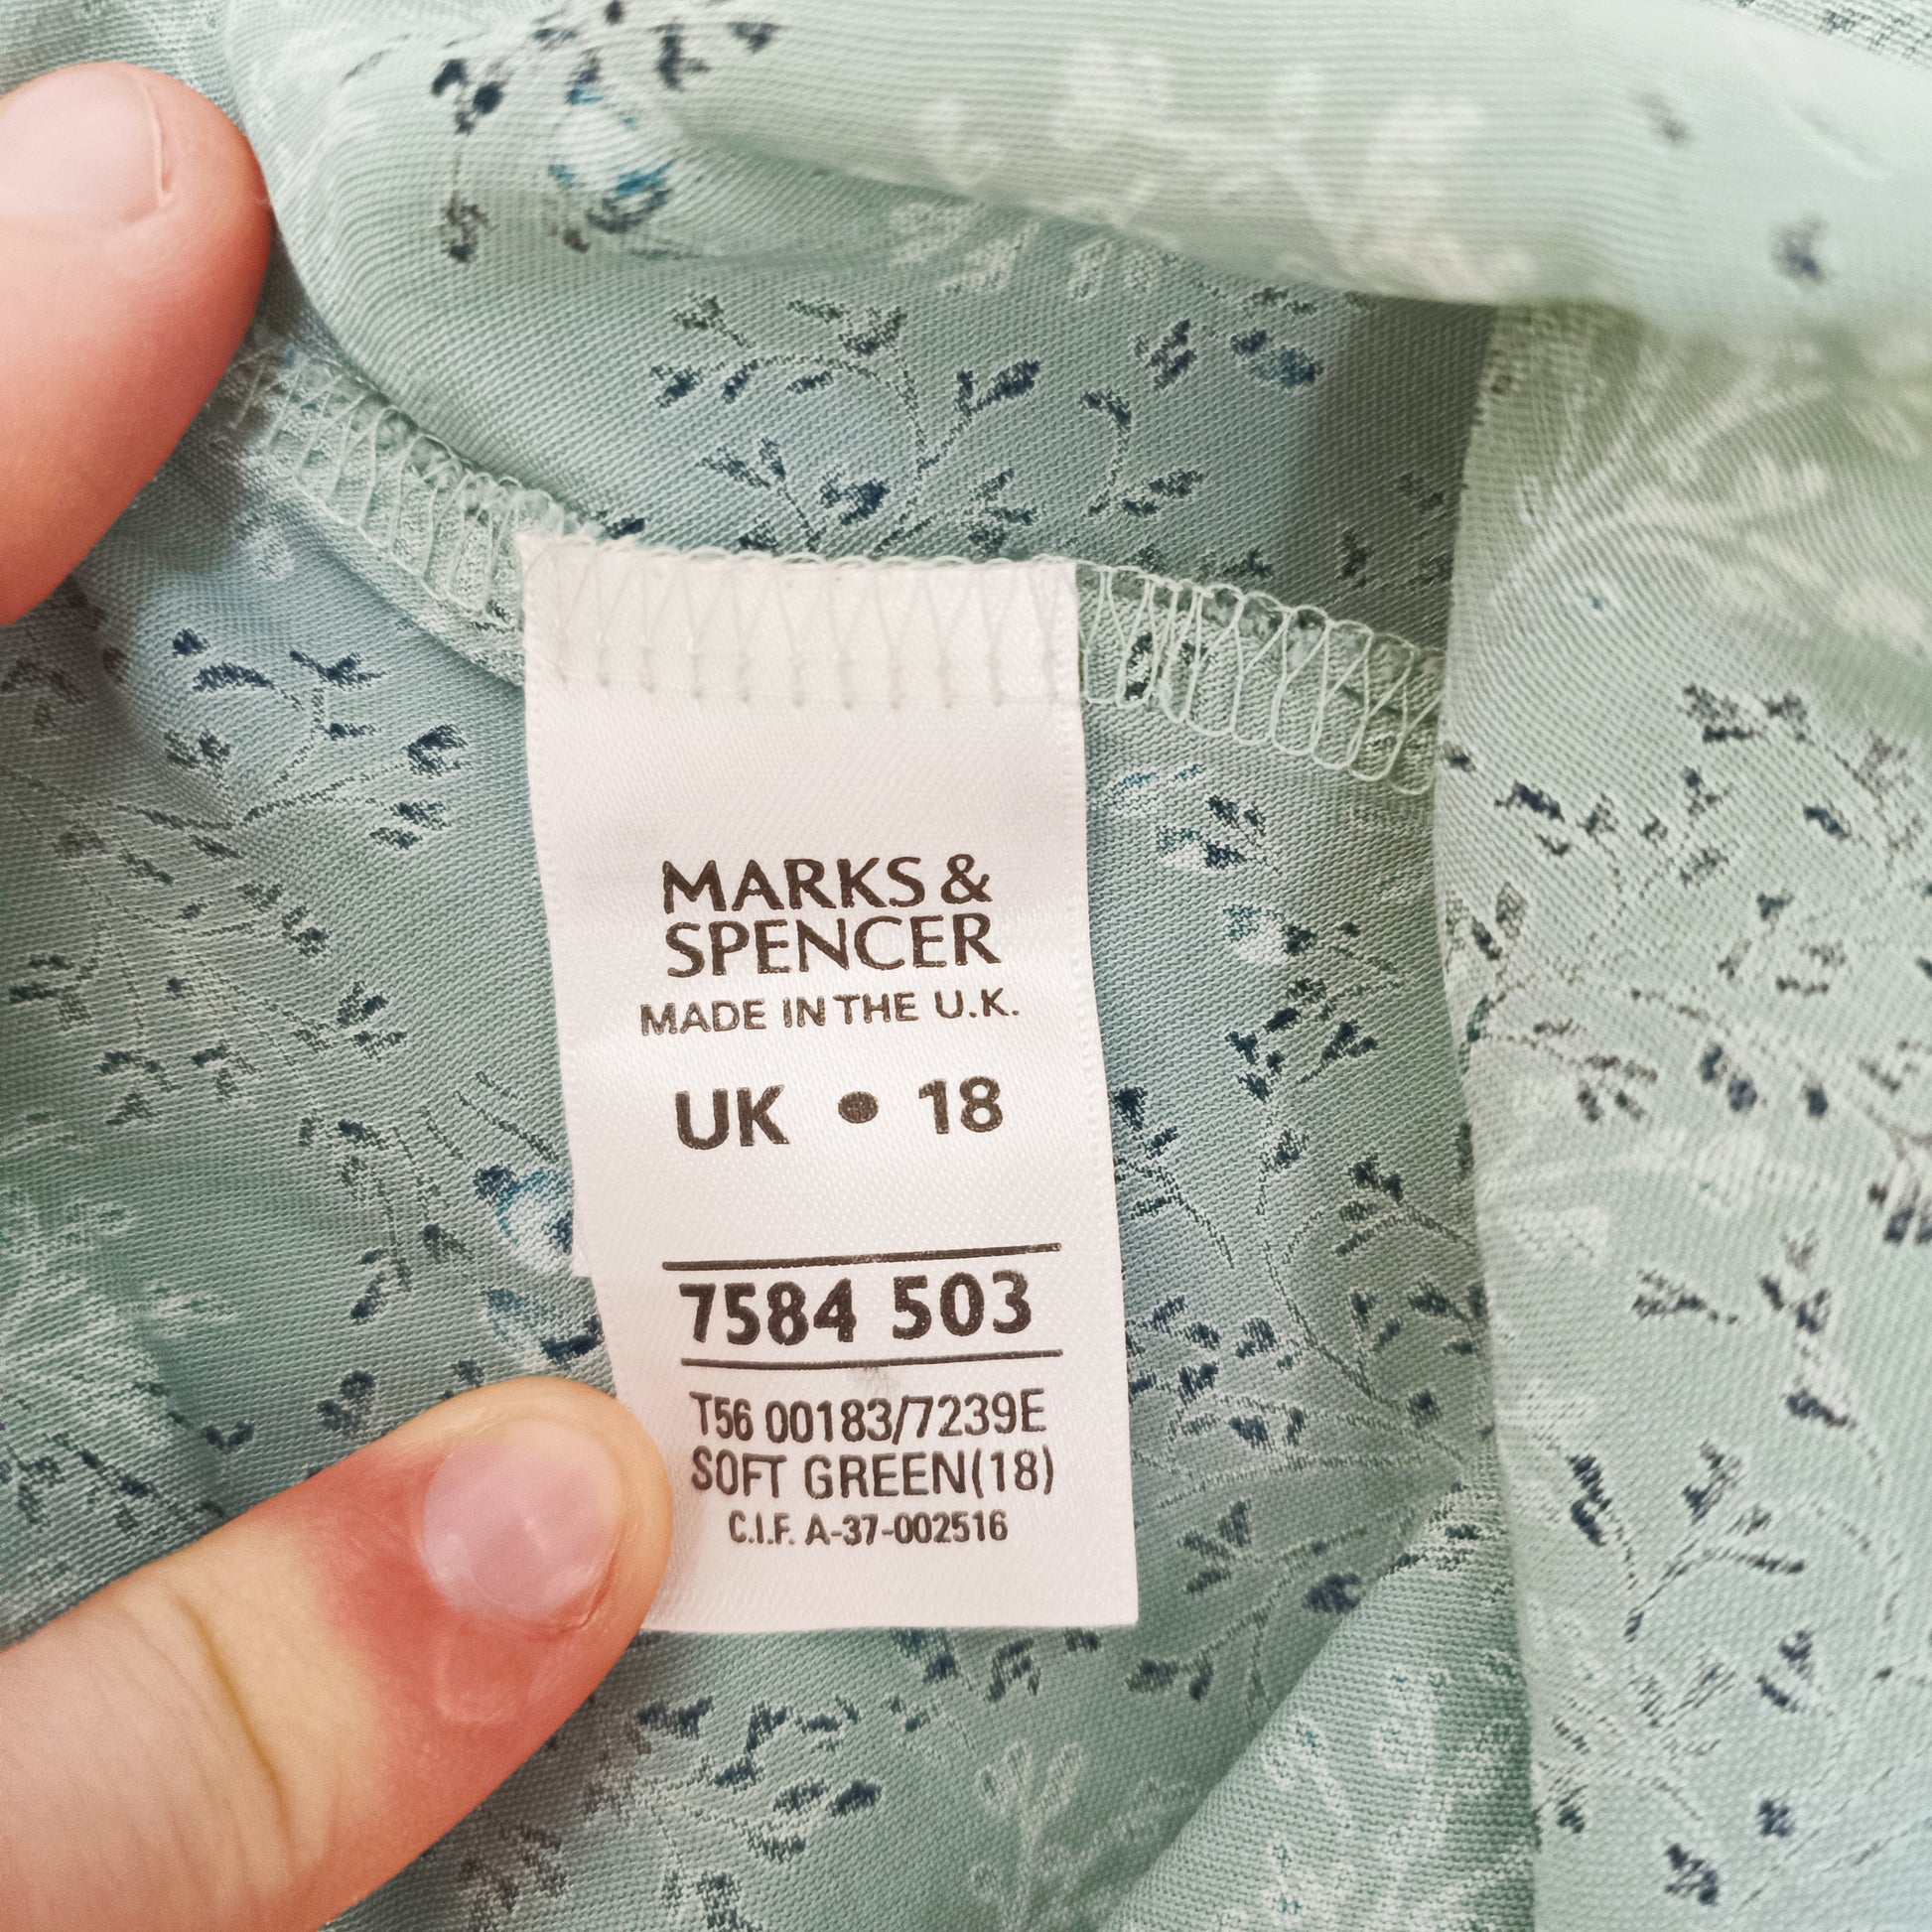 MARKS &
SPENCER
MADE IN THE U.K.
UK • 18
7584 503
T56 00183/7239E
SOFT GREEN(18)
C.I.F. A-37-002516